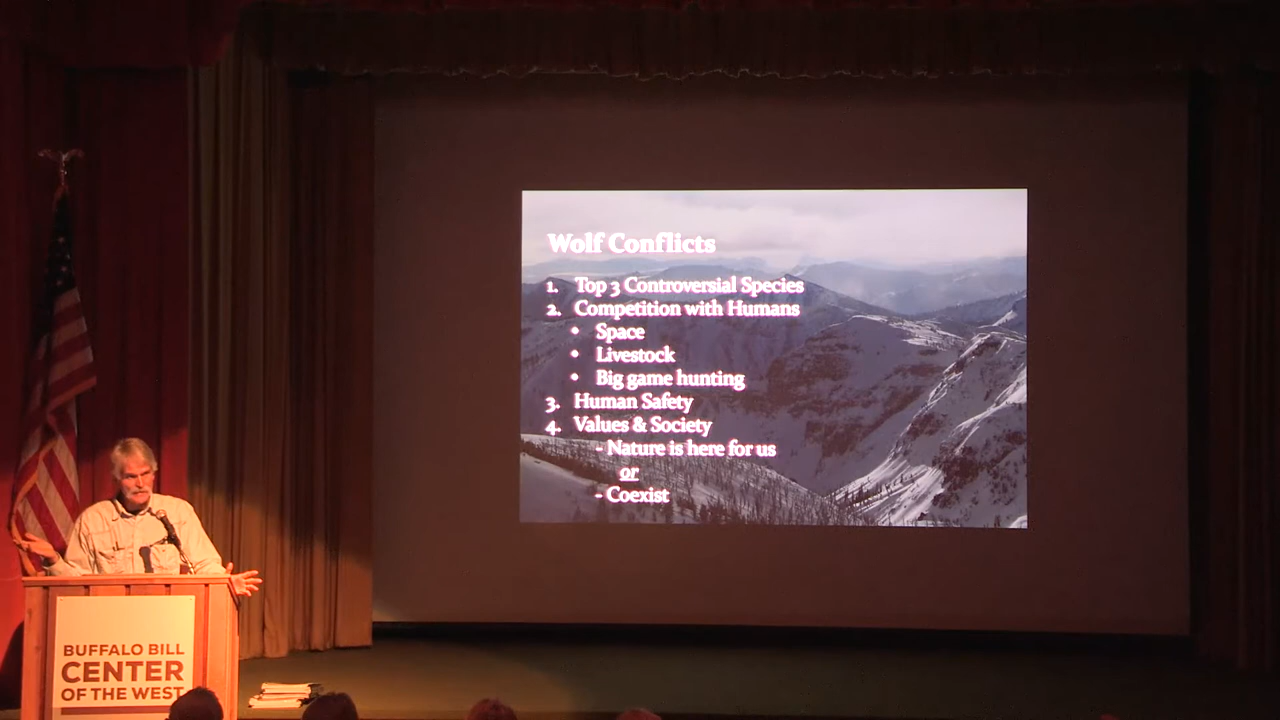 Wolf Conflicts
1. Top 3 Controversial Species
2. Competition with Humans
• Space
• Livestock
• Big game hunting
3. Human Safety
4. Values & Society
- Nature is here for us
or
- Coexist
BUFFALO BILL
CENTER
OF THE WEST